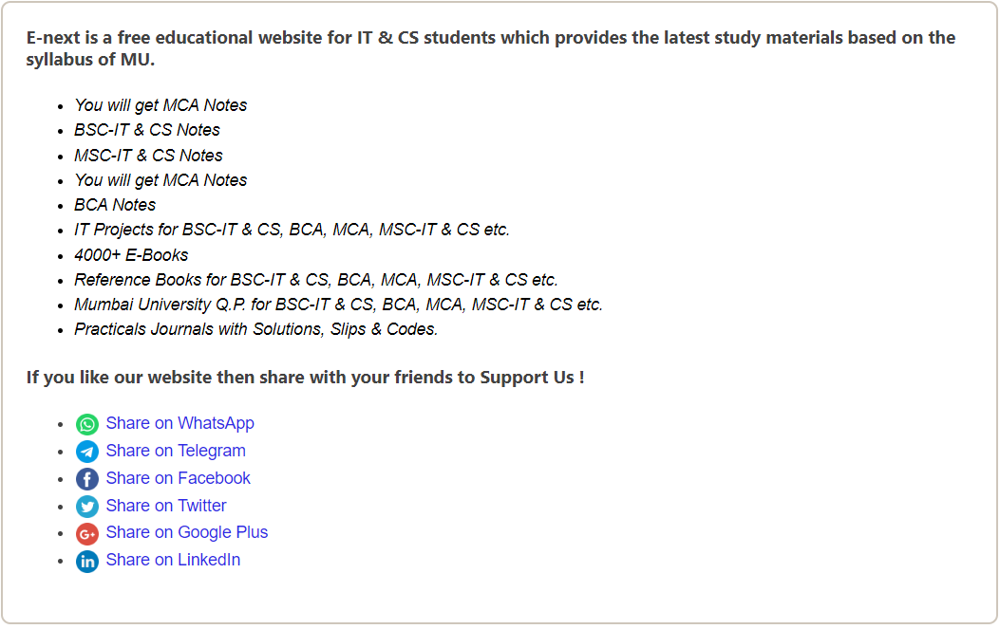 E-next is a free educational website for IT & CS students which provides the latest study materials based on the
syllabus of MU.
You will get MCA Notes
BSC-IT & CS Notes
MSC-IT & CS Notes
You will get MCA Notes
BCA Notes
IT Projects for BSC-IT & CS, BCA, MCA, MSC-IT & CS etc.
4000+ E-Books
Reference Books for BSC-IT & CS, BCA, MCA, MSC-IT & CS etc.
Mumbai University Q.P. for BSC-IT & CS, BCA, MCA, MSC-IT & CS etc.
Practicals Journals with Solutions, Slips & Codes.
If you like our website then share with your friends to Support Us !
Share on WhatsApp
Share on Telegram
f Share on Facebook
Share on Twitter
G+ Share on Google Plus
in Share on LinkedIn